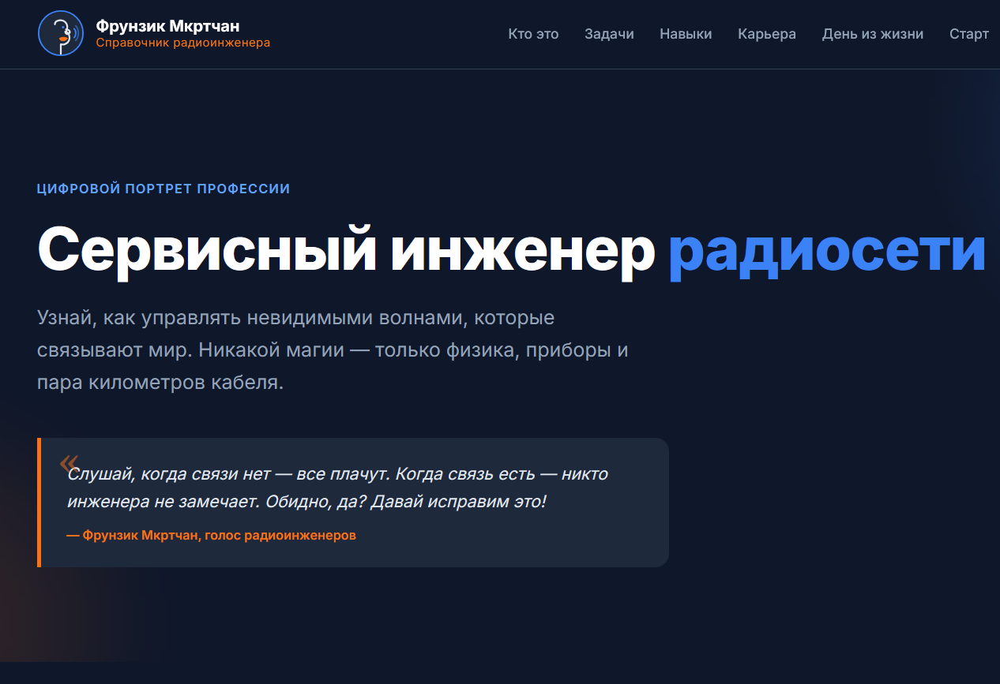 Фрунзик Мкртчан
Справочник радиоинженера
Кто это Задачи Навыки Карьера День из жизни Старт
ЦИФРОВОЙ ПОРТРЕТ ПРОФЕССИИ
Сервисный инженер радиосети
Узнай, как управлять невидимыми волнами, которые
связывают мир. Никакой магии — только физика, приборы и
пара километров кабеля.
«
Слушай, когда связи нет — все плачут. Когда связь есть — никто
инженера не замечает. Обидно, да? Давай исправим это!
— Фрунзик Мкртчан, голос радиоинженеров